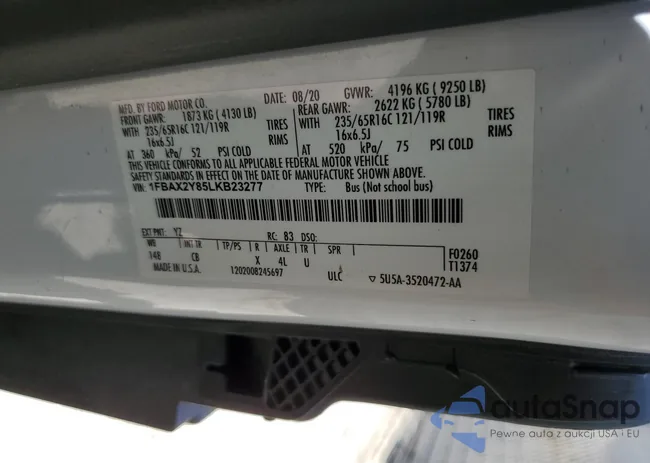 MFD. BY FORD MOTOR CO. DATE: 08/20 GVWR: 4196 KG ( 9250 LB)
FRONT GAWR: 1873 KG ( 4130 LB) REAR GAWR: 2622 KG ( 5780 LB)
WITH 235/65R16C 121/119R TIRES WITH 235/65R16C 121/119R TIRES
16x6.5J RIMS 16x6.5J RIMS
AT 360 kPa/ 52 PSI COLD AT 520 kPa/ 75 PSI COLD
THIS VEHICLE CONFORMS TO ALL APPLICABLE FEDERAL MOTOR VEHICLE
SAFETY STANDARDS IN EFFECT ON THE DATE OF MANUFACTURE SHOWN ABOVE.
VIN: 1FBAX2Y85LKB23277 TYPE: Bus (Not school bus)
EXT PNT: YZ RC: 83 DSO:
WB INT TR TP/PS R AXLE TR SPR F0260
148 CB X 4L U T1374
MADE IN U.S.A. 1202008245697 ULC ▽ 5U5A-3520472-AA
autaSnap
Pewne auta z aukcji USA i EU